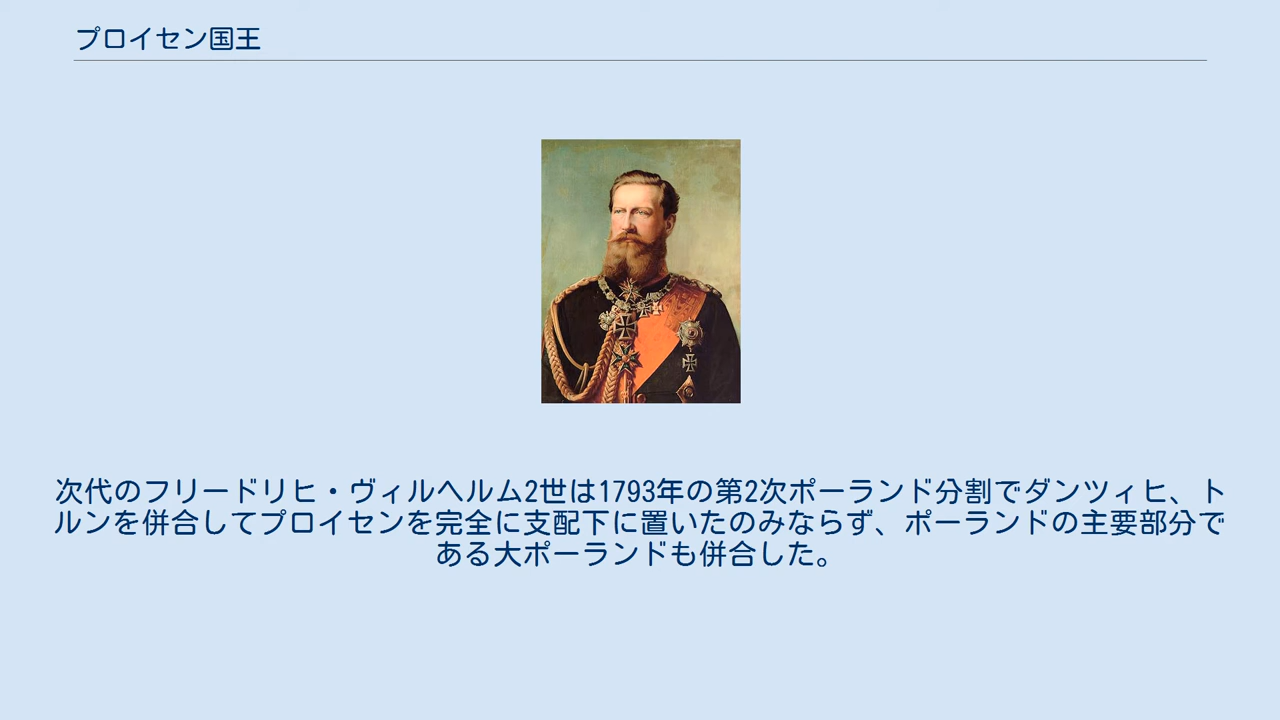 プロイセン国王
次代のフリードリヒ・ヴィルヘルム2世は1793年の第2次ポーランド分割でダンツィヒ、ト
ルンを併合してプロイセンを完全に支配下に置いたのみならず、ポーランドの主要部分で
ある大ポーランドも併合した。